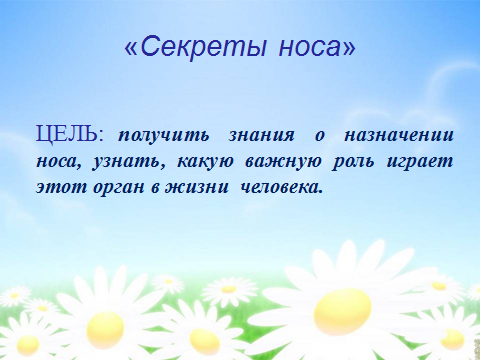 «Секреты носа»
ЦЕЛЬ: получить знания о назначении
носа, узнать, какую важную роль играет
этот орган в жизни человека.